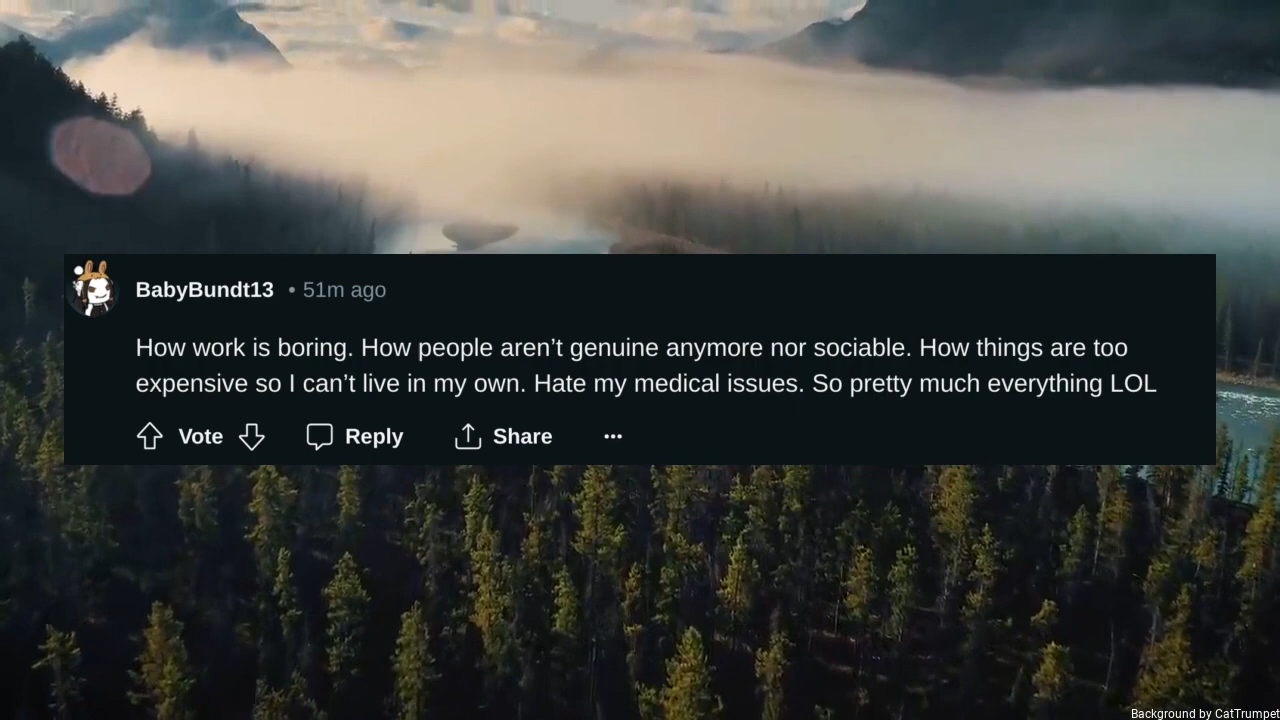 BabyBundt13 • 51m ago
How work is boring. How people aren’t genuine anymore nor sociable. How things are too
expensive so I can’t live in my own. Hate my medical issues. So pretty much everything LOL
Vote Reply Share ···
Background by CatTrumpet